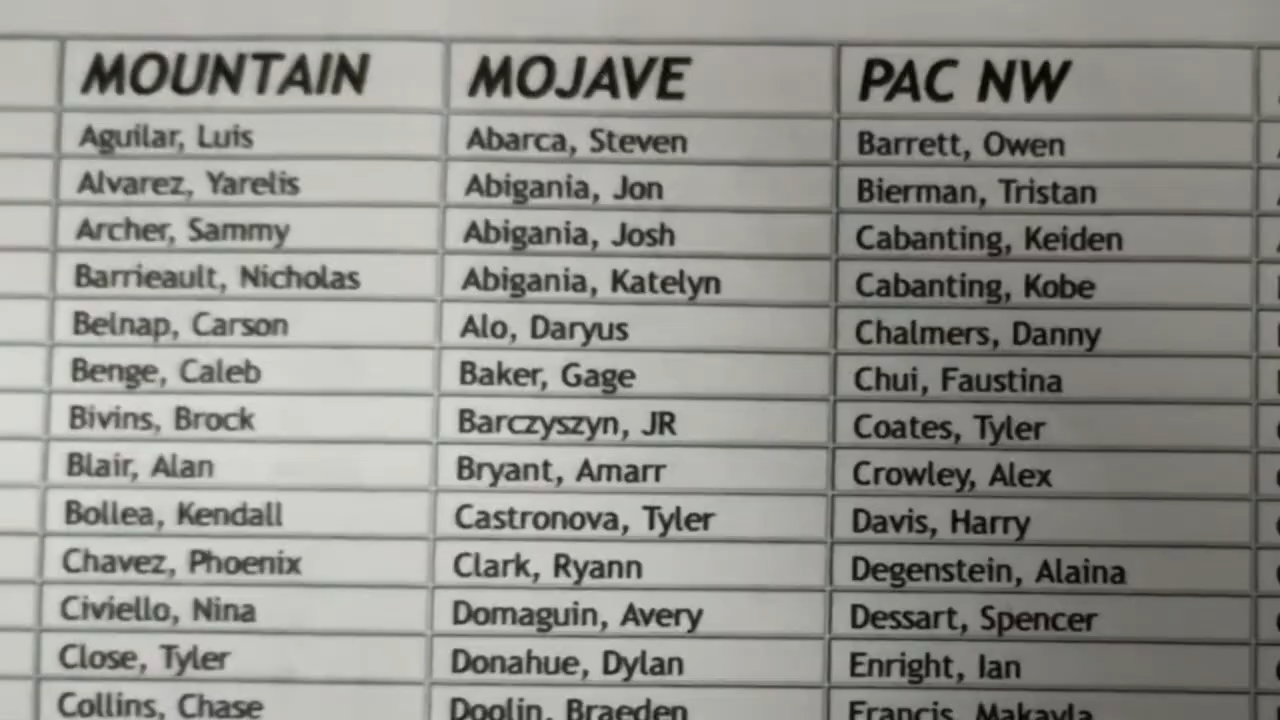 MOUNTAIN MOJAVE PAC NW
Aguilar, Luis Abarca, Steven Barrett, Owen
Alvarez, Yarelis Abigania, Jon Bierman, Tristan
Archer, Sammy Abigania, Josh Cabanting, Keiden
Barrieault, Nicholas Abigania, Katelyn Cabanting, Kobe
Belnap, Carson Alo, Daryus Chalmers, Danny
Benge, Caleb Baker, Gage Chui, Faustina
Bivins, Brock Barczyszyn, JR Coates, Tyler
Blair, Alan Bryant, Amarr Crowley, Alex
Bollea, Kendall Castronova, Tyler Davis, Harry
Chavez, Phoenix Clark, Ryann Degenstein, Alaina
Civiello, Nina Domaguin, Avery Dessart, Spencer
Close, Tyler Donahue, Dylan Enright, Ian
Collins, Chase Doolin, Braeden Francis, Makayla